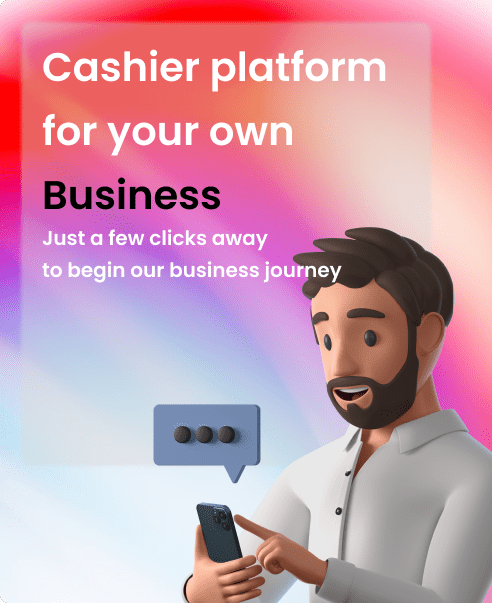 Cashier platform
for your own
Business
Just a few clicks away
to begin our business journey